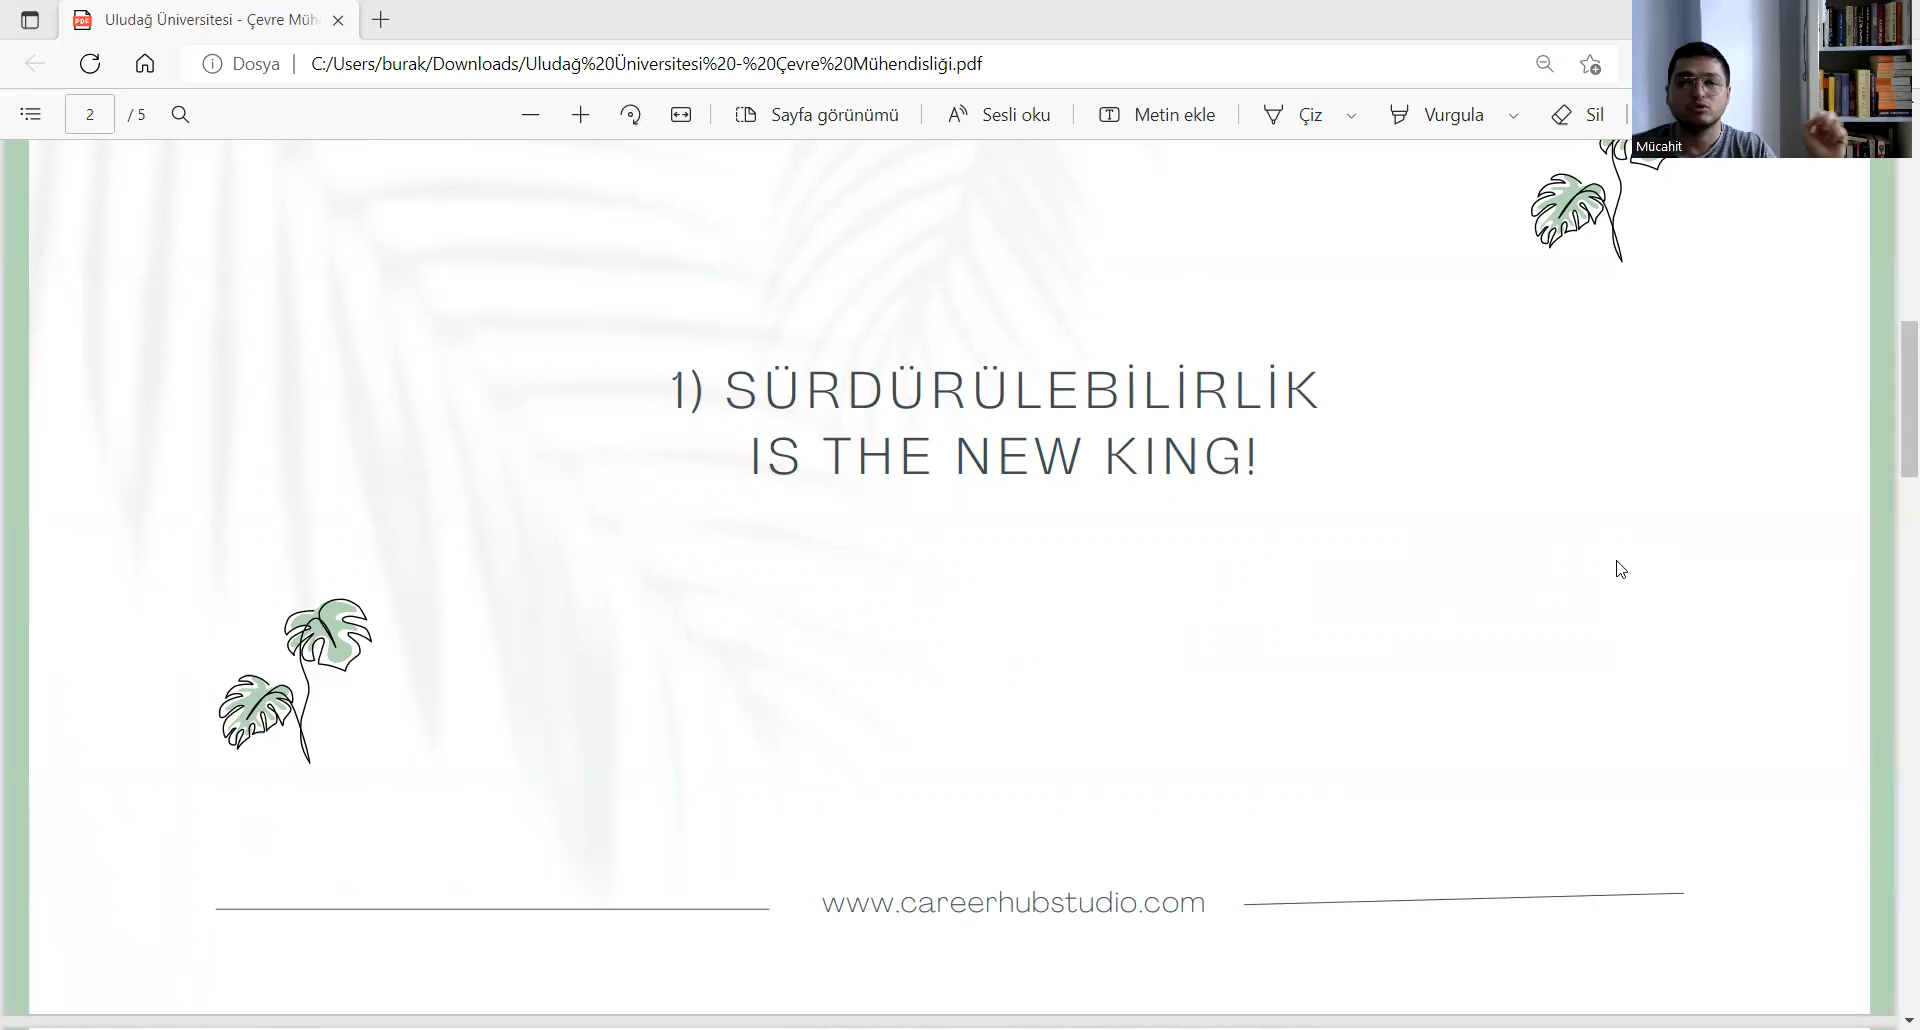 Uludağ Üniversitesi - Çevre Müh
Dosya | C:/Users/burak/Downloads/Uludağ%20Üniversitesi%20-%20Çevre%20Mühendisliği.pdf
2 / 5 Sayfa görünümü Sesli oku Metin ekle Çiz Vurgula Sil
Mücahit
1) SÜRDÜRÜLEBİLİRLİK
IS THE NEW KING!
www.careerhubstudio.com